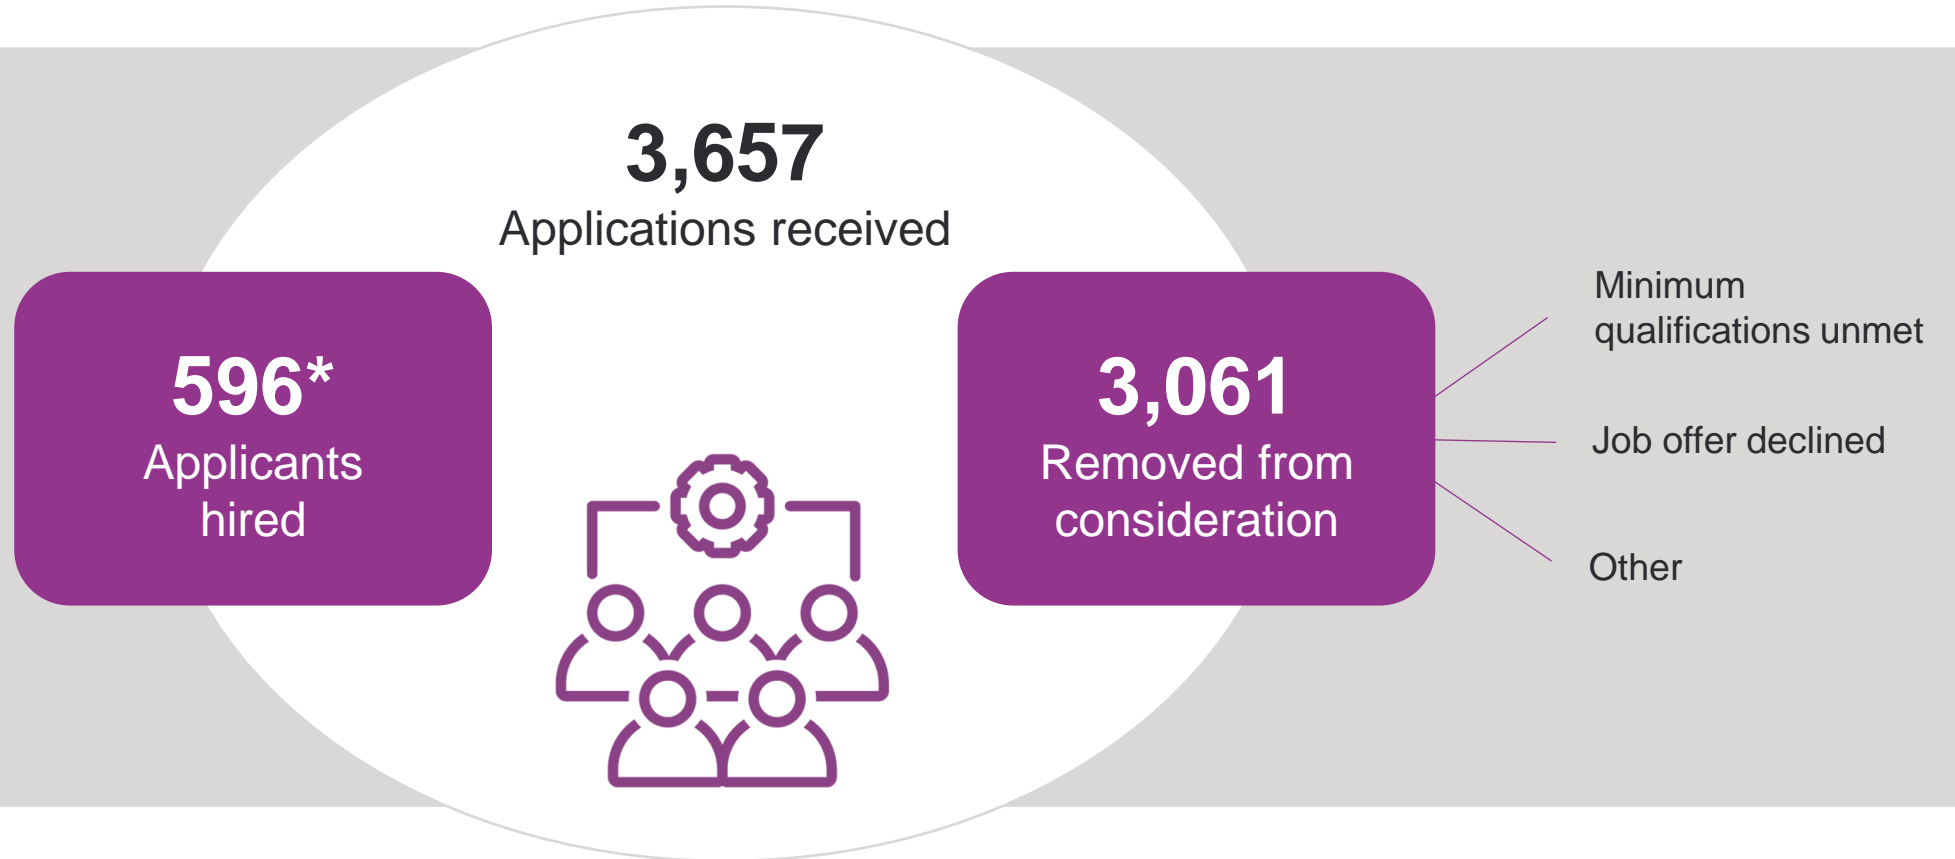 3,657
Applications received
596*
Applicants
hired
3,061
Removed from
consideration
Minimum
qualifications unmet
Job offer declined
Other